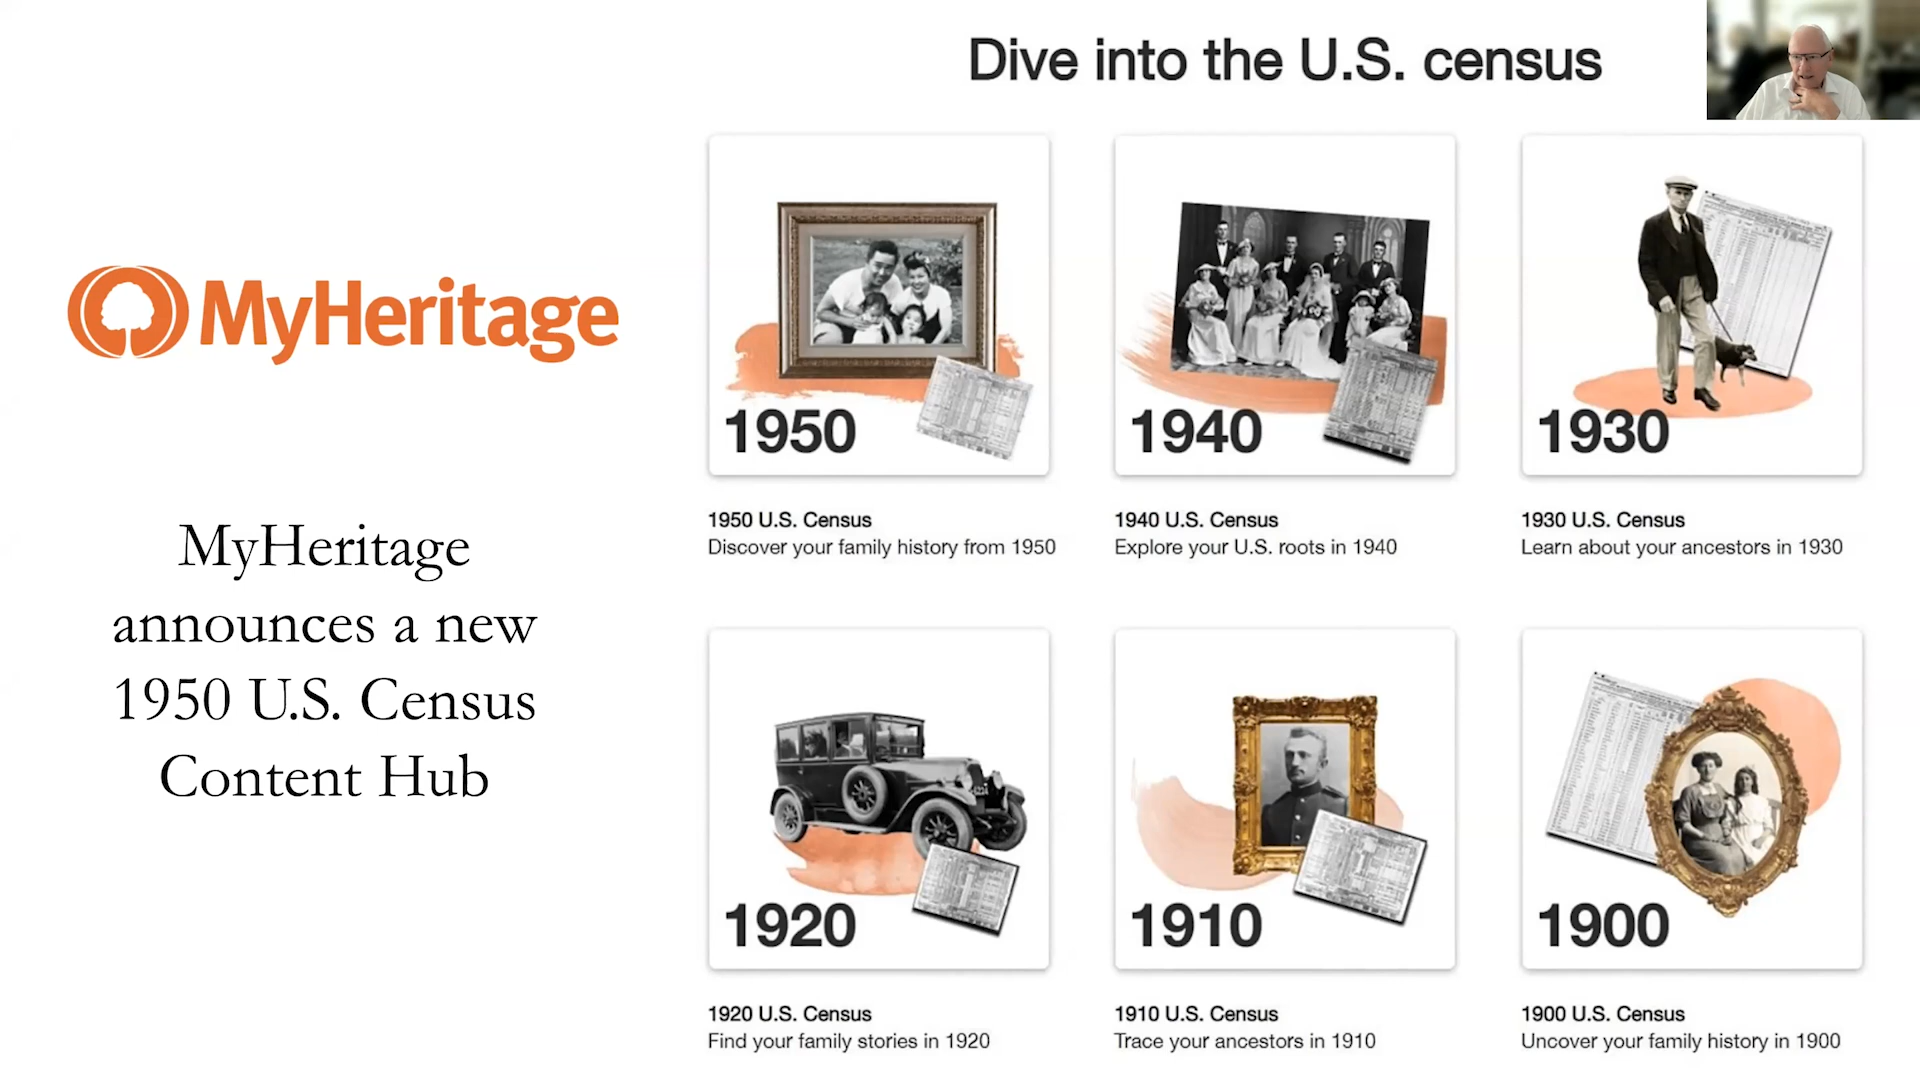 Dive into the U.S. census
MyHeritage
MyHeritage
announces a new
1950 U.S. Census
Content Hub
1950
1950 U.S. Census
Discover your family history from 1950
1940
1940 U.S. Census
Explore your U.S. roots in 1940
1930
1930 U.S. Census
Learn about your ancestors in 1930
1920
1920 U.S. Census
Find your family stories in 1920
1910
1910 U.S. Census
Trace your ancestors in 1910
1900
1900 U.S. Census
Uncover your family history in 1900